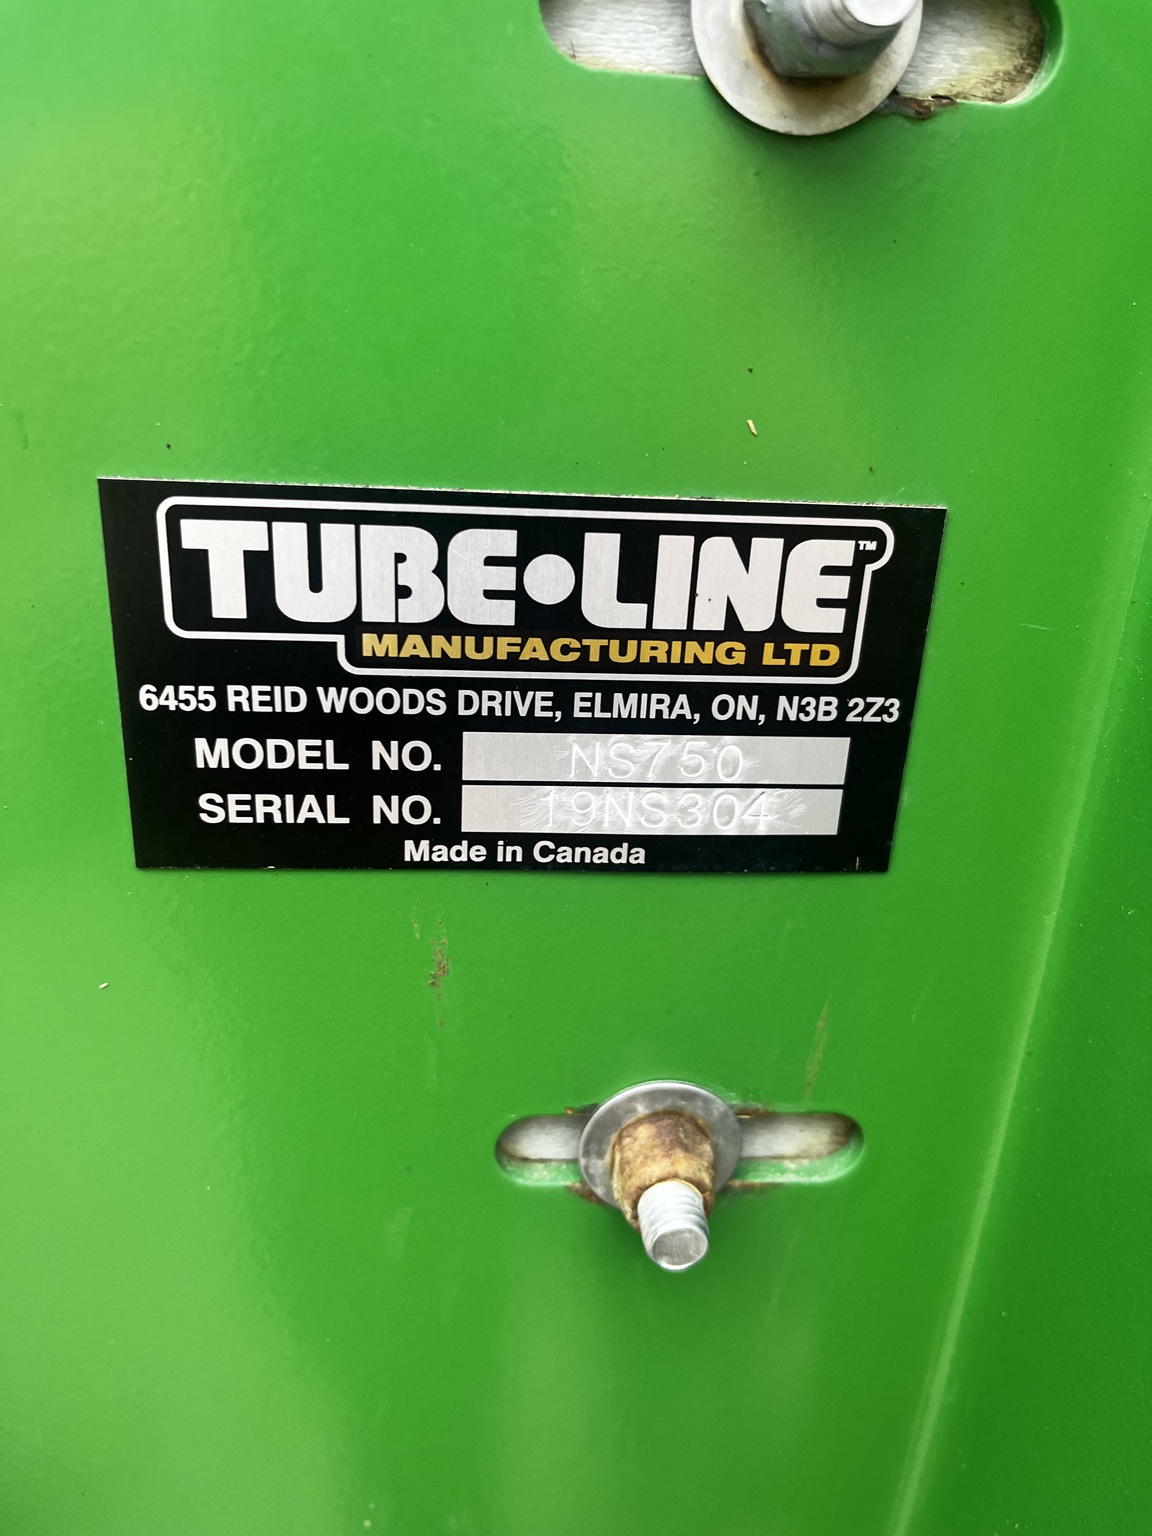 TUBE•LINE™
MANUFACTURING LTD
6455 REID WOODS DRIVE, ELMIRA, ON, N3B 2Z3
MODEL NO. NS750
SERIAL NO. 19NS304
Made in Canada